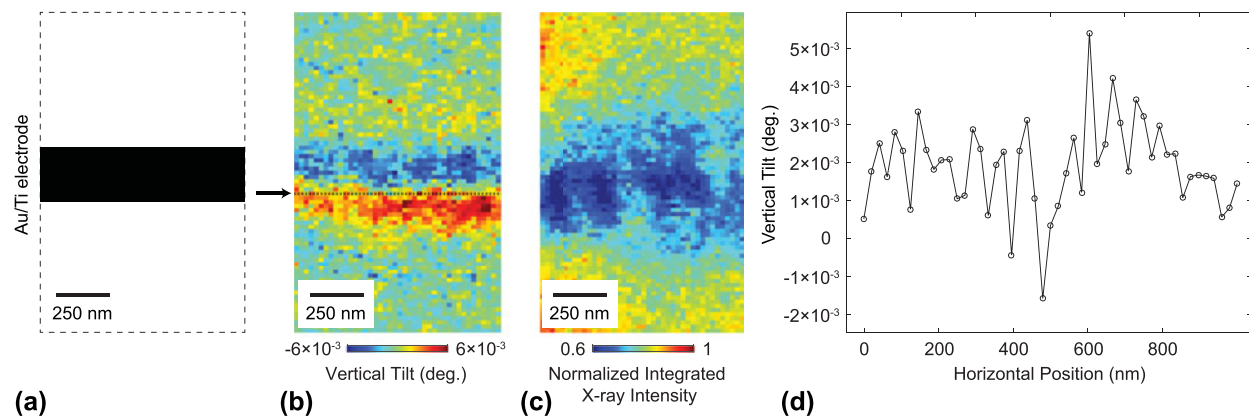 (a)
Au/Ti electrode
250 nm
(b)
250 nm
-6×10⁻³ 6×10⁻³
Vertical Tilt (deg.)
(c)
250 nm
0.6 1
Normalized Integrated
X-ray Intensity
(d)
Vertical Tilt (deg.)
5×10⁻³
4×10⁻³
3×10⁻³
2×10⁻³
1×10⁻³
0
-1×10⁻³
-2×10⁻³
0 200 400 600 800
Horizontal Position (nm)